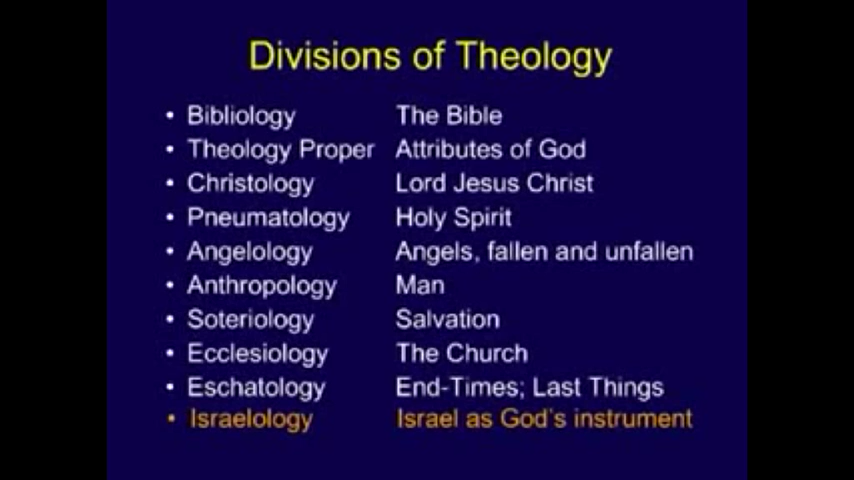 Divisions of Theology
• Bibliology The Bible
• Theology Proper Attributes of God
• Christology Lord Jesus Christ
• Pneumatology Holy Spirit
• Angelology Angels, fallen and unfallen
• Anthropology Man
• Soteriology Salvation
• Ecclesiology The Church
• Eschatology End-Times; Last Things
• Israelology Israel as God's instrument